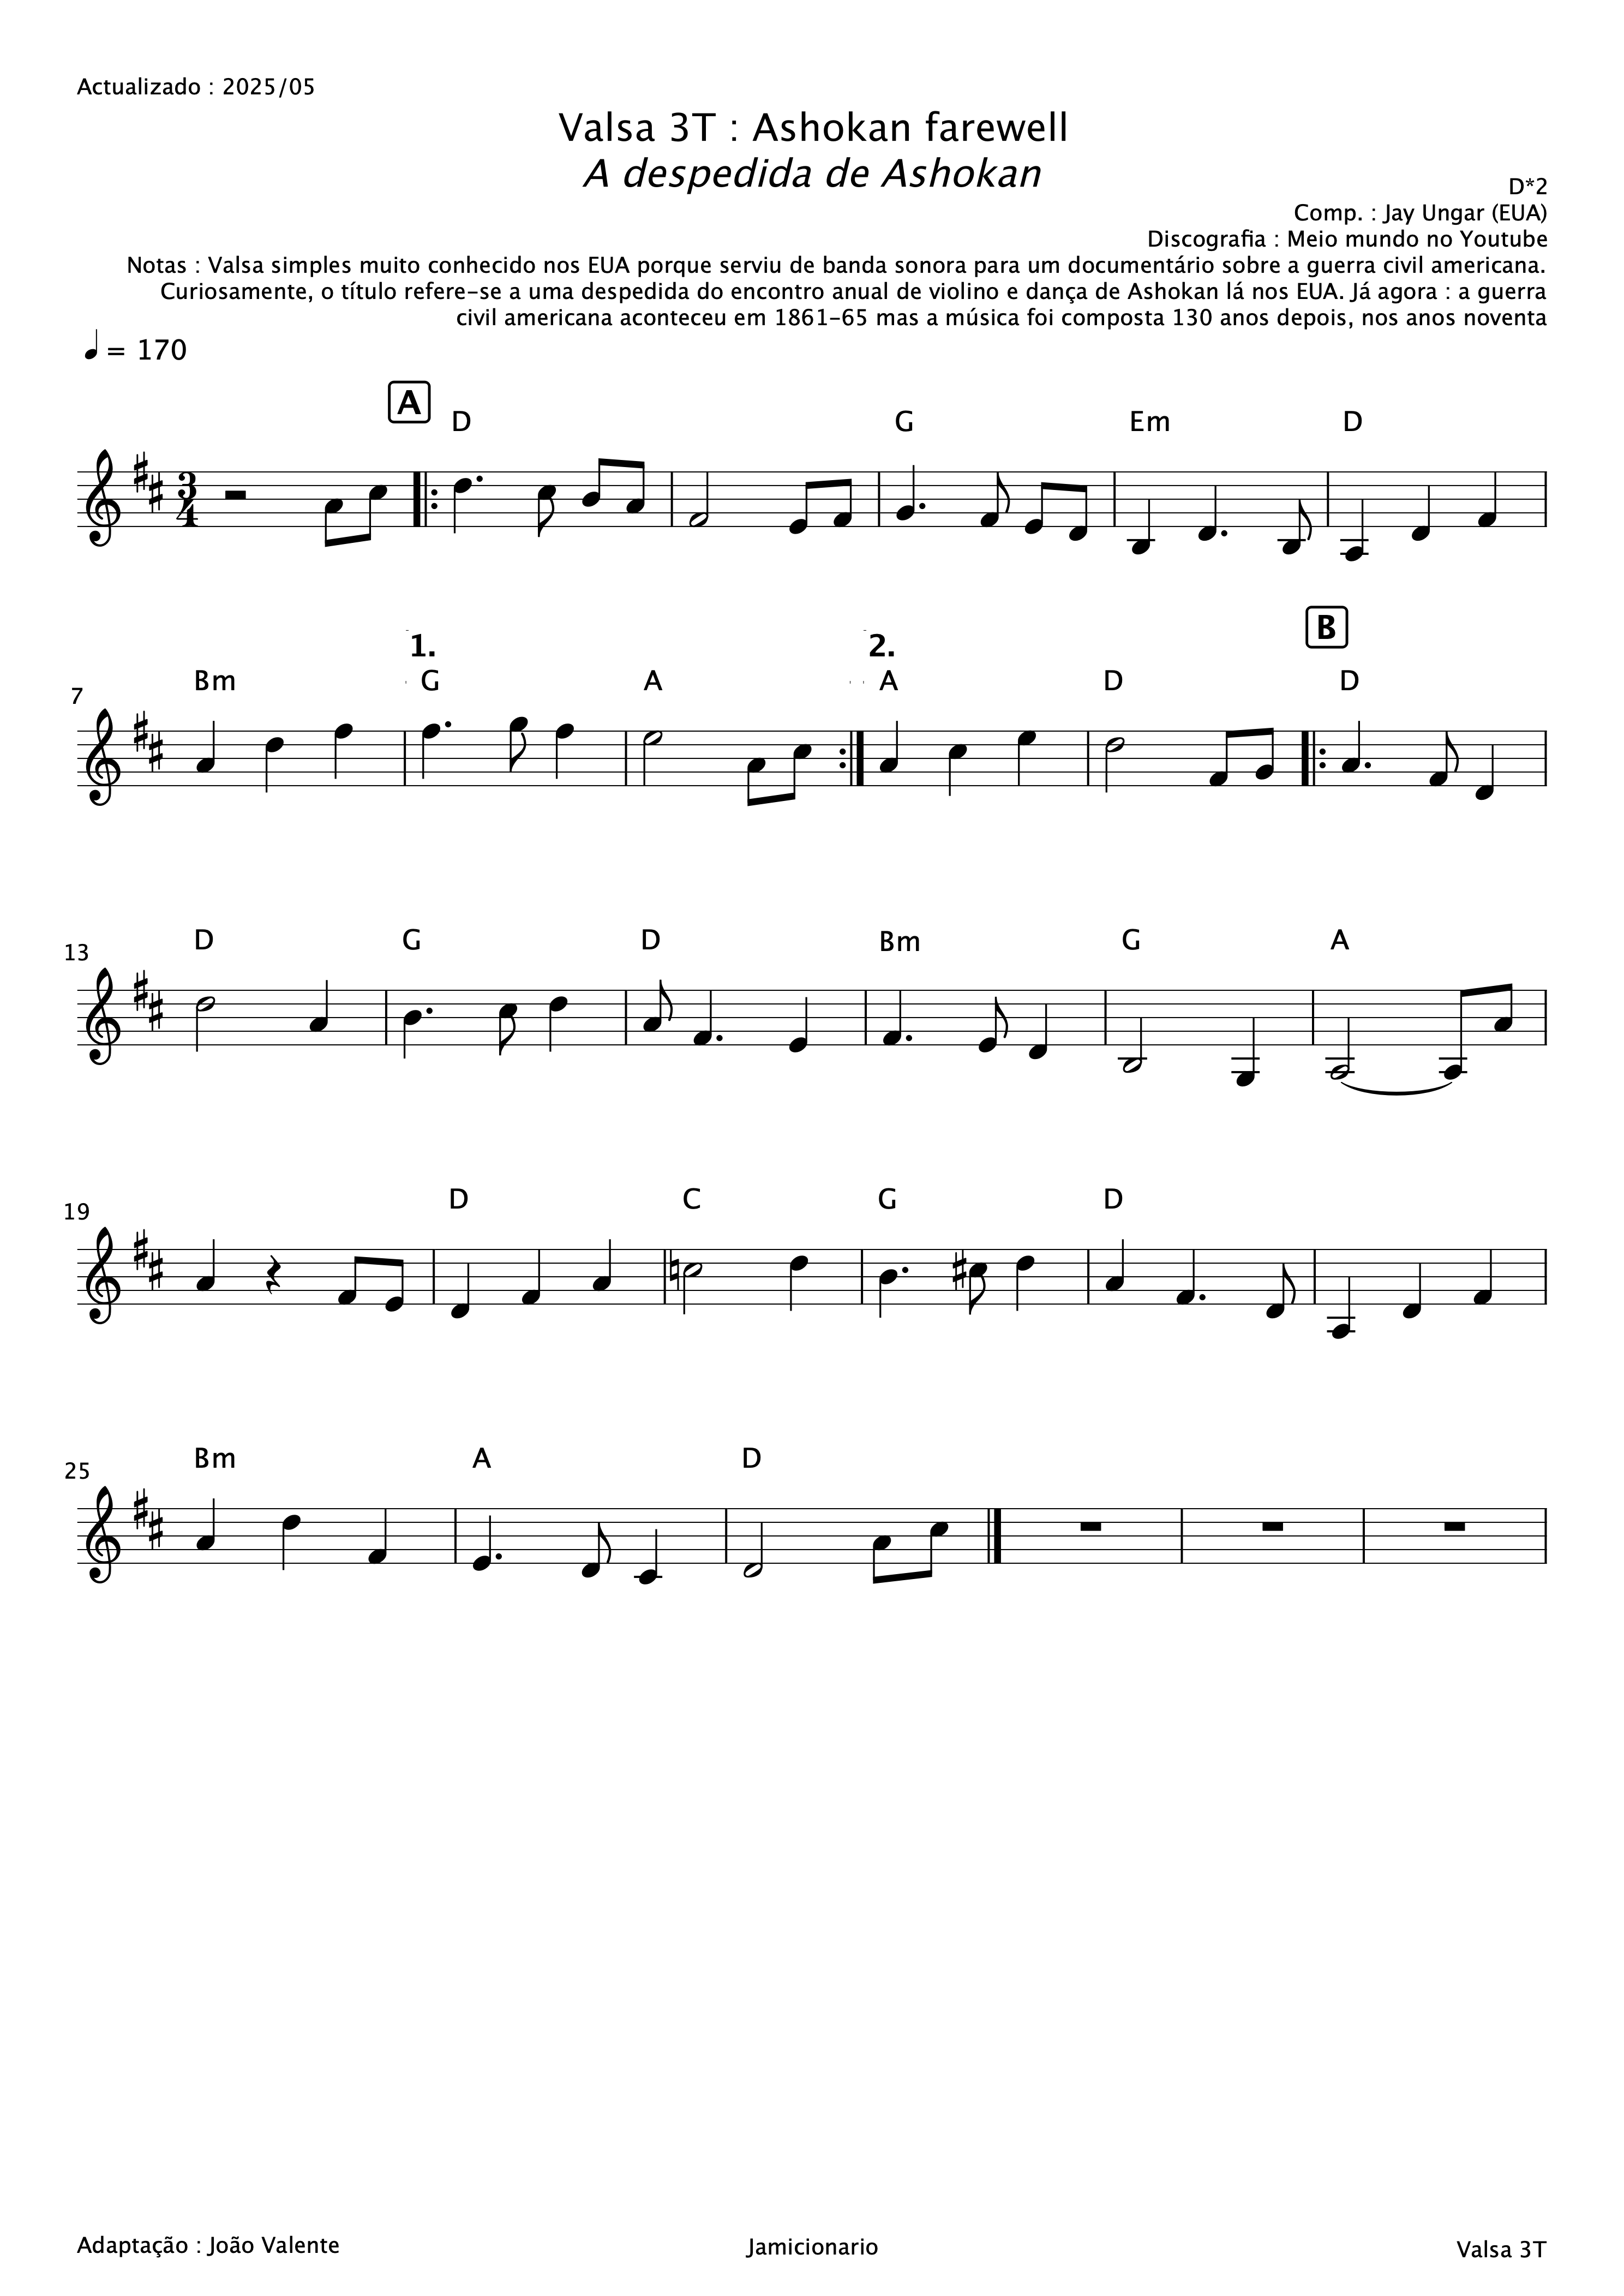 Actualizado : 2025/05
Valsa 3T : Ashokan farewell
A despedida de Ashokan
D*2
Comp. : Jay Ungar (EUA)
Discografia : Meio mundo no Youtube
Notas : Valsa simples muito conhecido nos EUA porque serviu de banda sonora para um documentário sobre a guerra civil americana.
Curiosamente, o título refere-se a uma despedida do encontro anual de violino e dança de Ashokan lá nos EUA. Já agora : a guerra
civil americana aconteceu em 1861-65 mas a música foi composta 130 anos depois, nos anos noventa
= 170
A
D G Em D
3
4
1. 2. B
Bm G A A D D
7
D G D Bm G A
13
D C G D
19
Bm A D
25
Adaptação : João Valente Jamicionario Valsa 3T